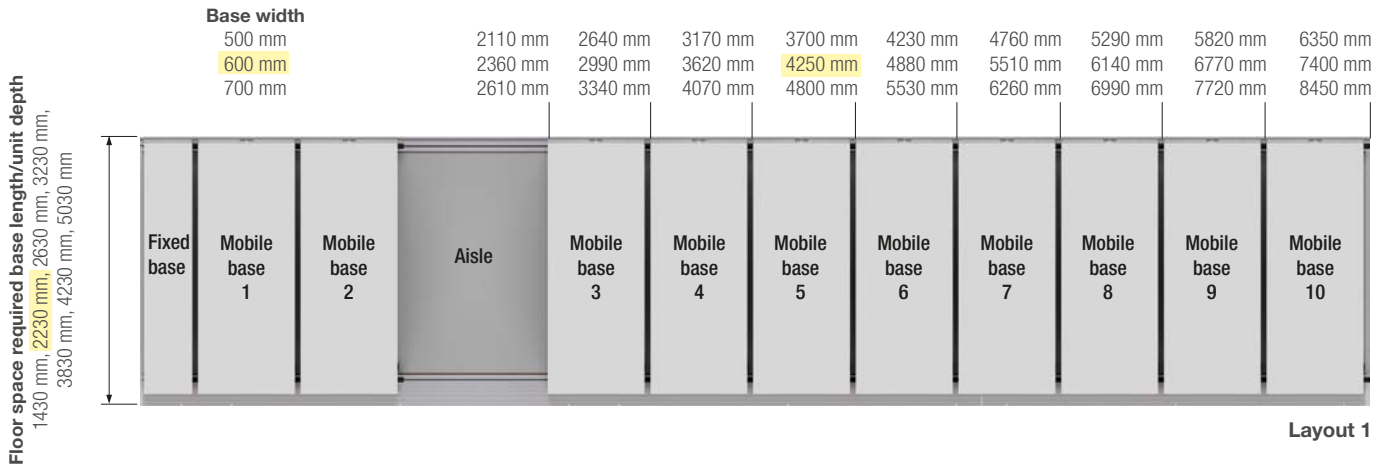 Base width
500 mm 2110 mm 2640 mm 3170 mm 3700 mm 4230 mm 4760 mm 5290 mm 5820 mm 6350 mm
600 mm 2360 mm 2990 mm 3620 mm 4250 mm 4880 mm 5510 mm 6140 mm 6770 mm 7400 mm
700 mm 2610 mm 3340 mm 4070 mm 4800 mm 5530 mm 6260 mm 6990 mm 7720 mm 8450 mm
Floor space required base length/unit depth
1430 mm, 2230 mm, 2630 mm, 3230 mm,
3830 mm, 4230 mm, 5030 mm
Fixed
base
Mobile
base
1
Mobile
base
2
Aisle
Mobile
base
3
Mobile
base
4
Mobile
base
5
Mobile
base
6
Mobile
base
7
Mobile
base
8
Mobile
base
9
Mobile
base
10
Layout 1